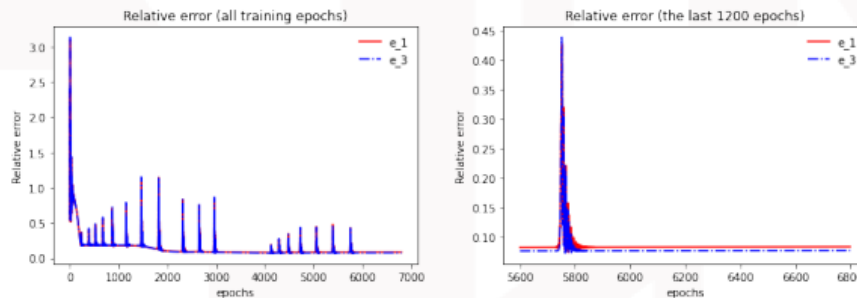 Relative error (all training epochs)
3.0
2.5
2.0
1.5
1.0
0.5
0.0
Relative error
e_1
e_3
0 1000 2000 3000 4000 5000 6000 7000
epochs
Relative error (the last 1200 epochs)
0.45
0.40
0.35
0.30
0.25
0.20
0.15
0.10
Relative error
e_1
e_3
5600 5800 6000 6200 6400 6600 6800
epochs